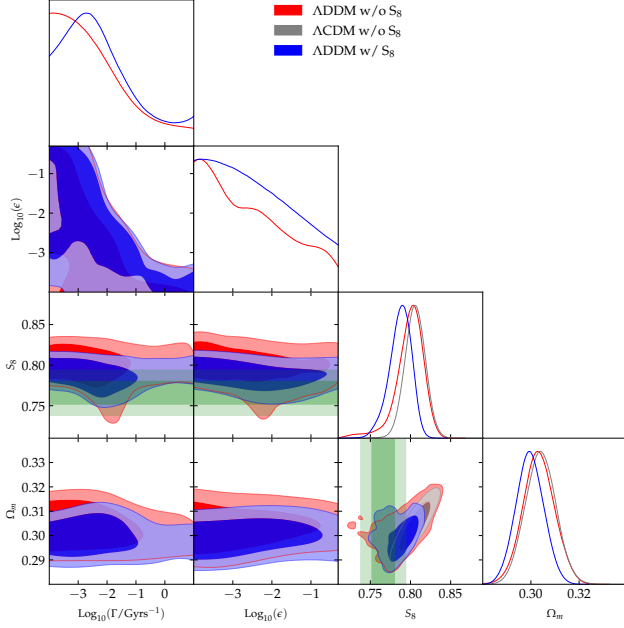 ΛDDM w/o S₈
ΛCDM w/o S₈
ΛDDM w/ S₈
−1
−2
−3
Log₁₀(ϵ)
0.85
0.80
0.75
S₈
0.33
0.32
0.31
0.30
0.29
Ωₘ
−3 −2 −1 0
−3 −2 −1
0.75 0.80 0.85
0.30 0.32
Log₁₀(Γ/Gyrs⁻¹)
Log₁₀(ϵ)
S₈
Ωₘ